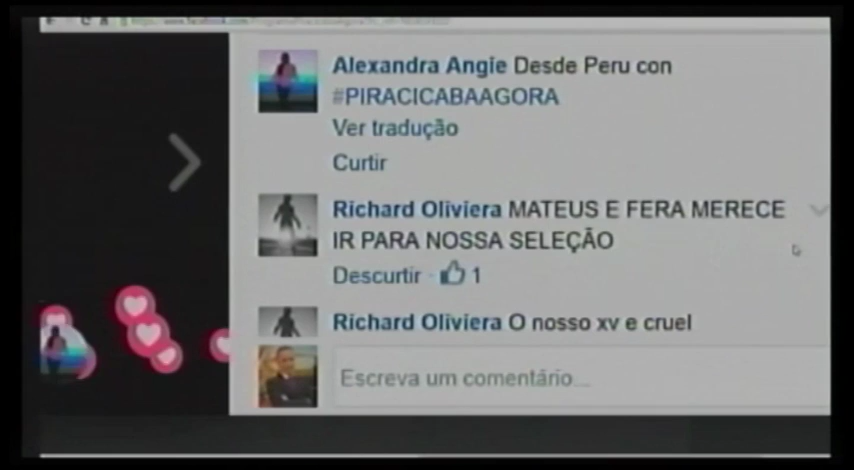 Alexandra Angie Desde Peru con
#PIRACICABAAGORA
Ver tradução
Curtir
Richard Oliviera MATEUS E FERA MERECE
IR PARA NOSSA SELEÇÃO
Descurtir · 1
Richard Oliviera O nosso xv e cruel
Escreva um comentário...